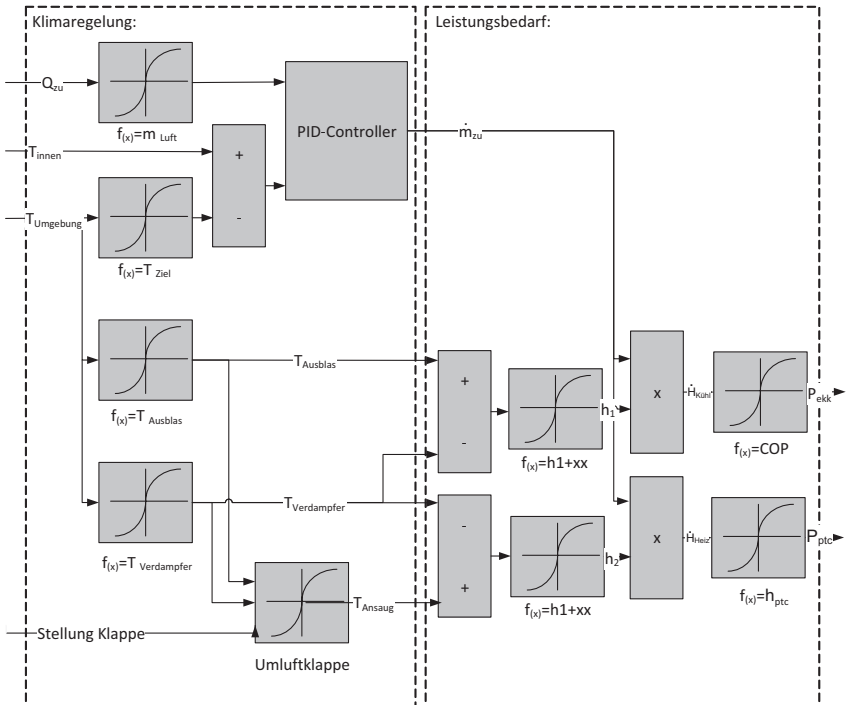 Klimaregelung:
Leistungsbedarf:
Qzu
f(x)=m Luft
PID-Controller
ṁzu
Tinnen
+
-
TUmgebung
f(x)=T Ziel
TAusblas
f(x)=T Ausblas
+
-
h1
f(x)=h1+xx
x
ḢKühl
f(x)=COP
Pekk
TVerdampfer
f(x)=T Verdampfer
-
+
h2
f(x)=h1+xx
x
ḢHeiz
f(x)=hptc
Pptc
TAnsaug
Stellung Klappe
Umluftklappe